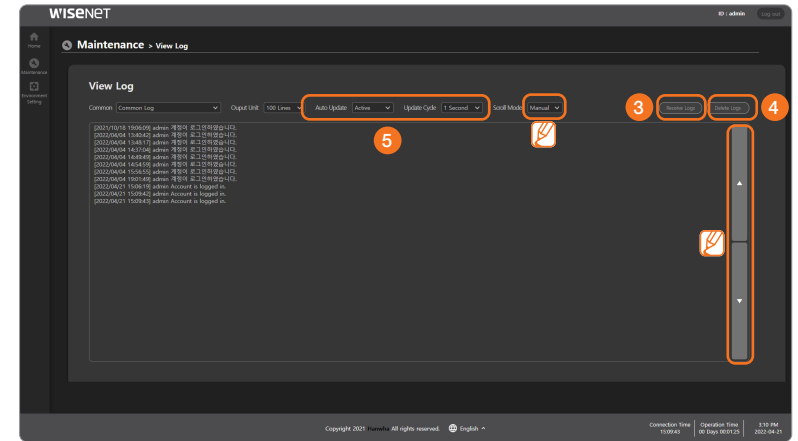 WISENET
ID : admin
Log out
Home
Maintenance > View Log
Maintenance
Environment
Setting
View Log
Common Common Log Ouput Unit 100 Lines Auto Update Active Update Cycle 1 Second Scroll Mode Manual 3 Receive Logs Delete Logs 4
5
[2021/10/18 19:06:09] admin 계정이 로그인하였습니다.
[2022/04/04 13:40:42] admin 계정이 로그인하였습니다.
[2022/04/04 13:48:17] admin 계정이 로그인하였습니다.
[2022/04/04 14:37:04] admin 계정이 로그인하였습니다.
[2022/04/04 14:49:49] admin 계정이 로그인하였습니다.
[2022/04/04 14:54:59] admin 계정이 로그인하였습니다.
[2022/04/04 15:56:55] admin 계정이 로그인하였습니다.
[2022/04/04 19:01:49] admin 계정이 로그인하였습니다.
[2022/04/21 15:06:19] admin Account is logged in.
[2022/04/21 15:09:42] admin Account is logged in.
[2022/04/21 15:09:43] admin Account is logged in.
Copyright 2021. Hanwha All rights reserved. English
Connection Time Operation Time 3:10 PM
15:09:43 00 Days 00:01:25 2022-04-21